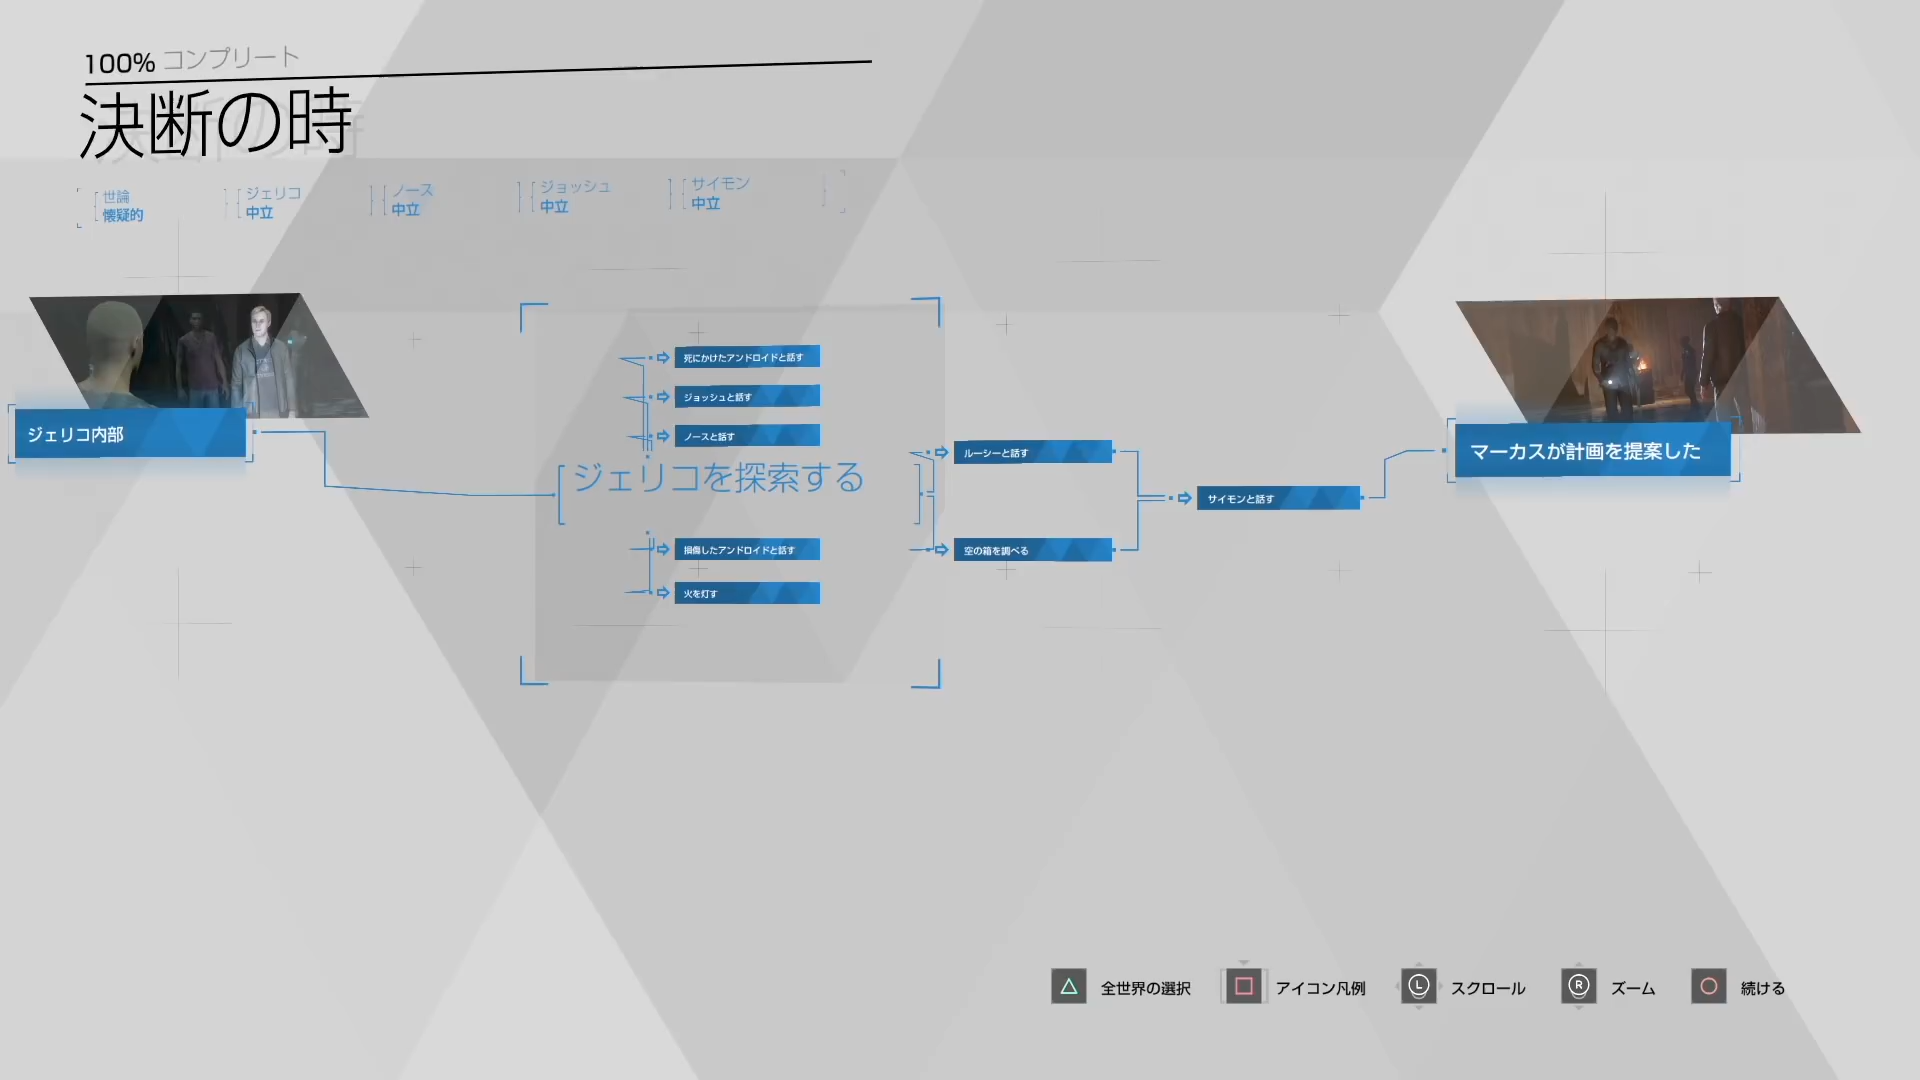 100% コンプリート
決断の時
世論
懐疑的
ジェリコ
中立
ノース
中立
ジョッシュ
中立
サイモン
中立
ジェリコ内部
死にかけたアンドロイドと話す
ジョッシュと話す
ノースと話す
ジェリコを探索する
損傷したアンドロイドと話す
火を灯す
ルーシーと話す
空の箱を調べる
サイモンと話す
マーカスが計画を提案した
全世界の選択
アイコン凡例
L スクロール
R ズーム
続ける